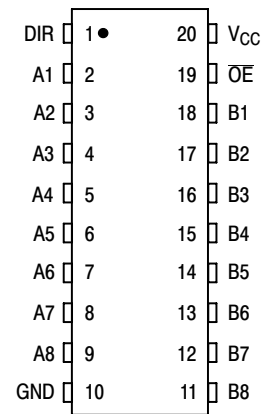 DIR 1 20 V_CC
A1 2 19 O̅E̅
A2 3 18 B1
A3 4 17 B2
A4 5 16 B3
A5 6 15 B4
A6 7 14 B5
A7 8 13 B6
A8 9 12 B7
GND 10 11 B8